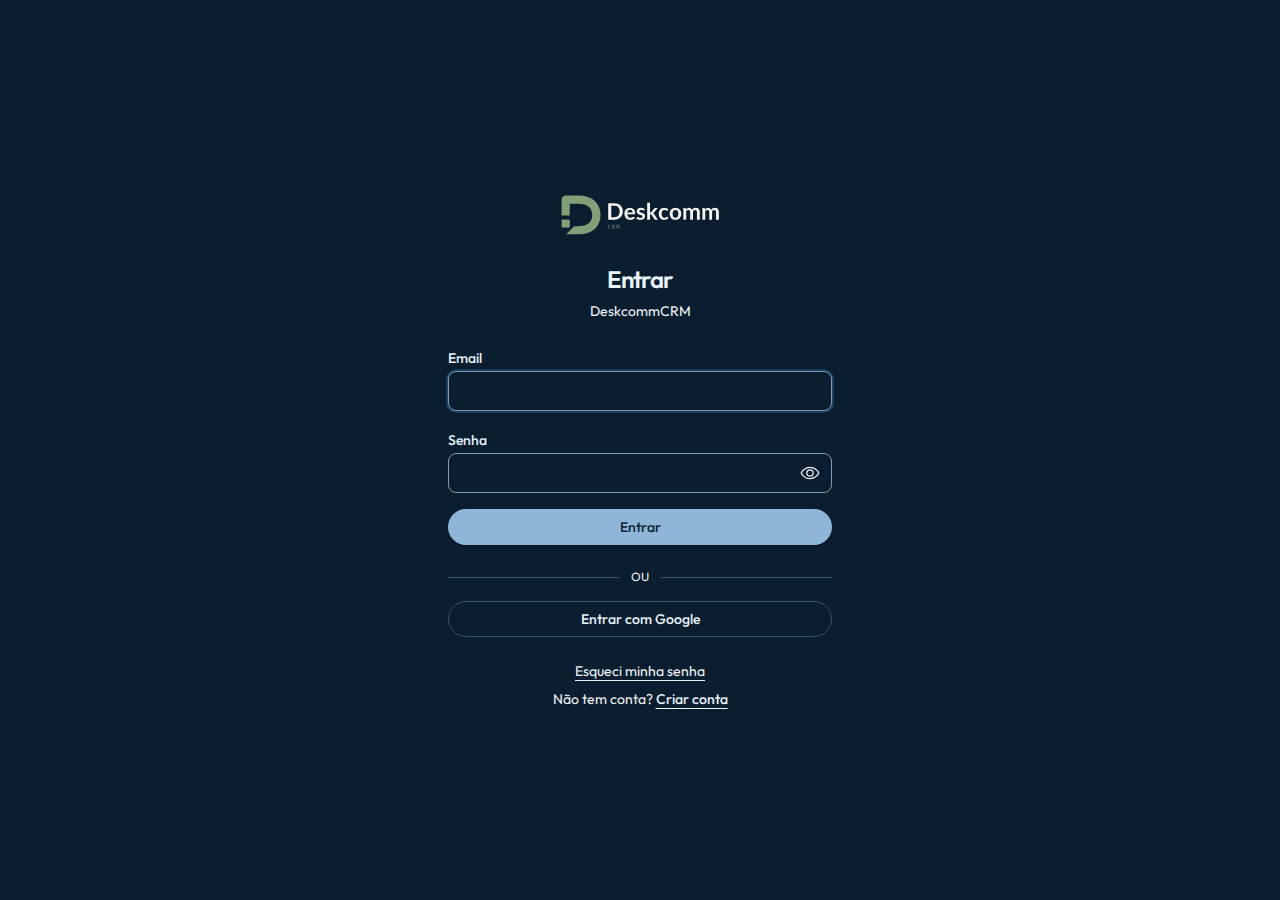 Deskcomm
CRM
Entrar
DeskcommCRM
Email
Senha
Entrar
OU
Entrar com Google
Esqueci minha senha
Não tem conta? Criar conta